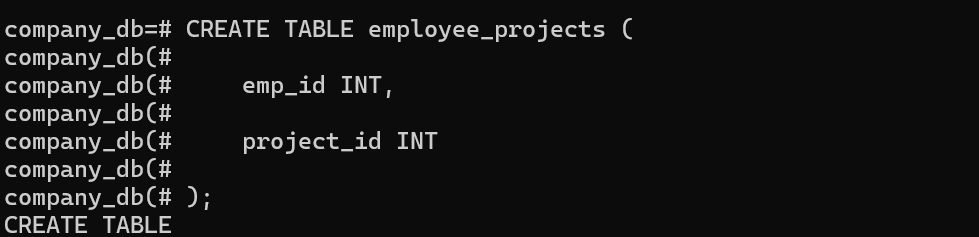 company_db=# CREATE TABLE employee_projects (
company_db(#
company_db(#     emp_id INT,
company_db(#
company_db(#     project_id INT
company_db(#
company_db(# );
CREATE TABLE